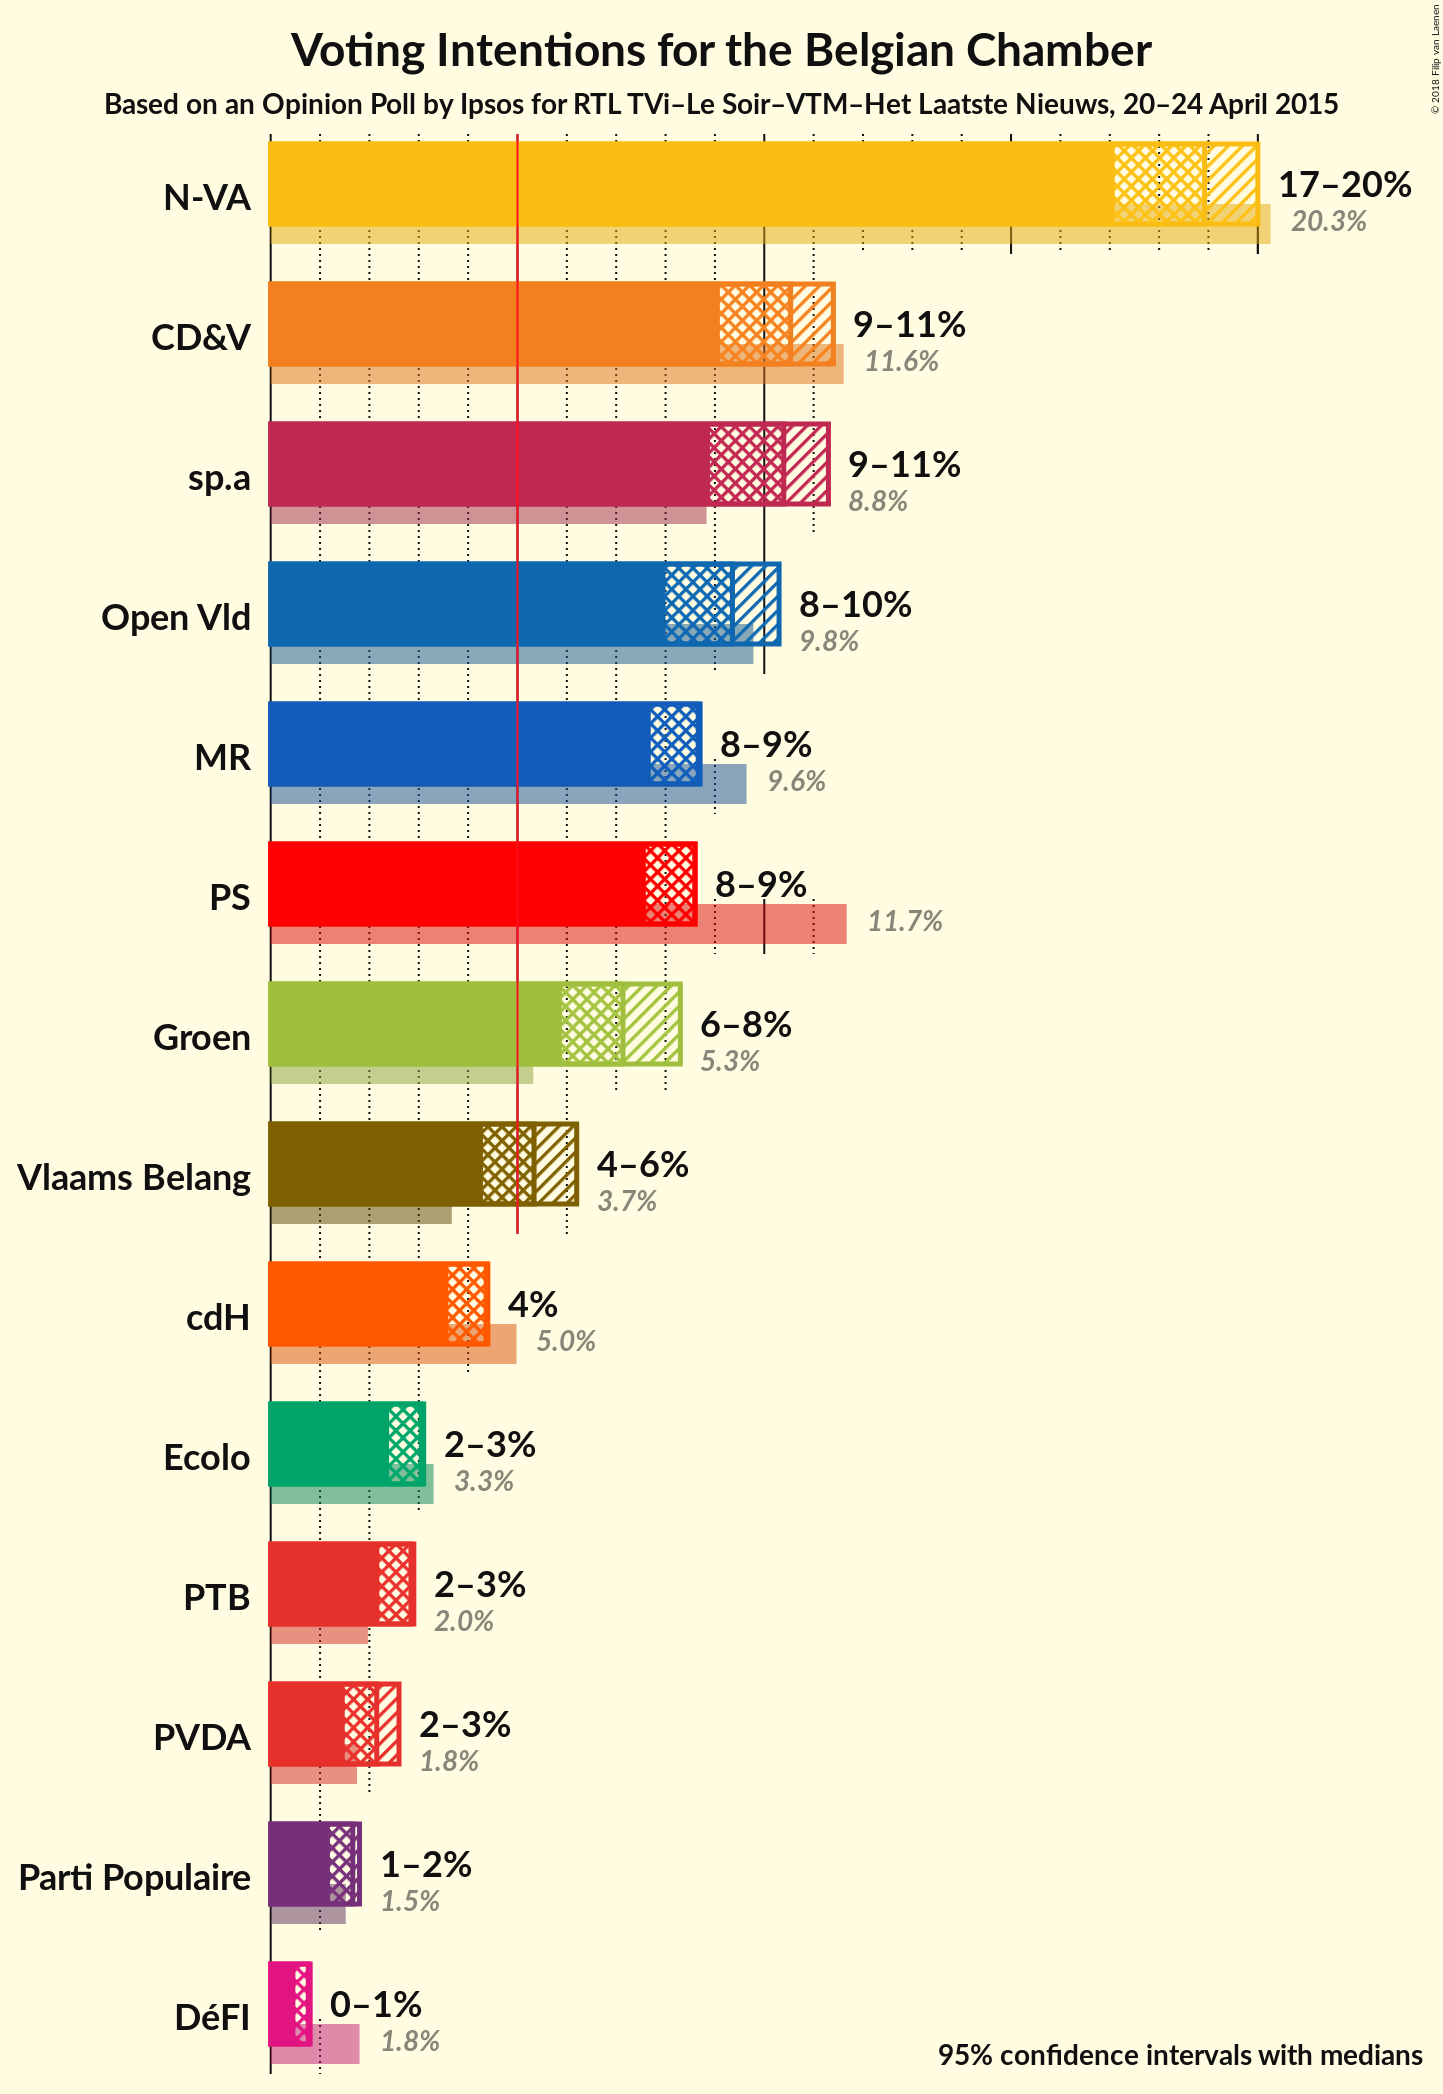 Voting Intentions for the Belgian Chamber
Based on an Opinion Poll by Ipsos for RTL TVi–Le Soir–VTM–Het Laatste Nieuws, 20–24 April 2015
© 2018 Filip van Laenen
N-VA
17–20%
20.3%
CD&V
9–11%
11.6%
sp.a
9–11%
8.8%
Open Vld
8–10%
9.8%
MR
8–9%
9.6%
PS
8–9%
11.7%
Groen
6–8%
5.3%
Vlaams Belang
4–6%
3.7%
cdH
4%
5.0%
Ecolo
2–3%
3.3%
PTB
2–3%
2.0%
PVDA
2–3%
1.8%
Parti Populaire
1–2%
1.5%
DéFI
0–1%
1.8%
95% confidence intervals with medians